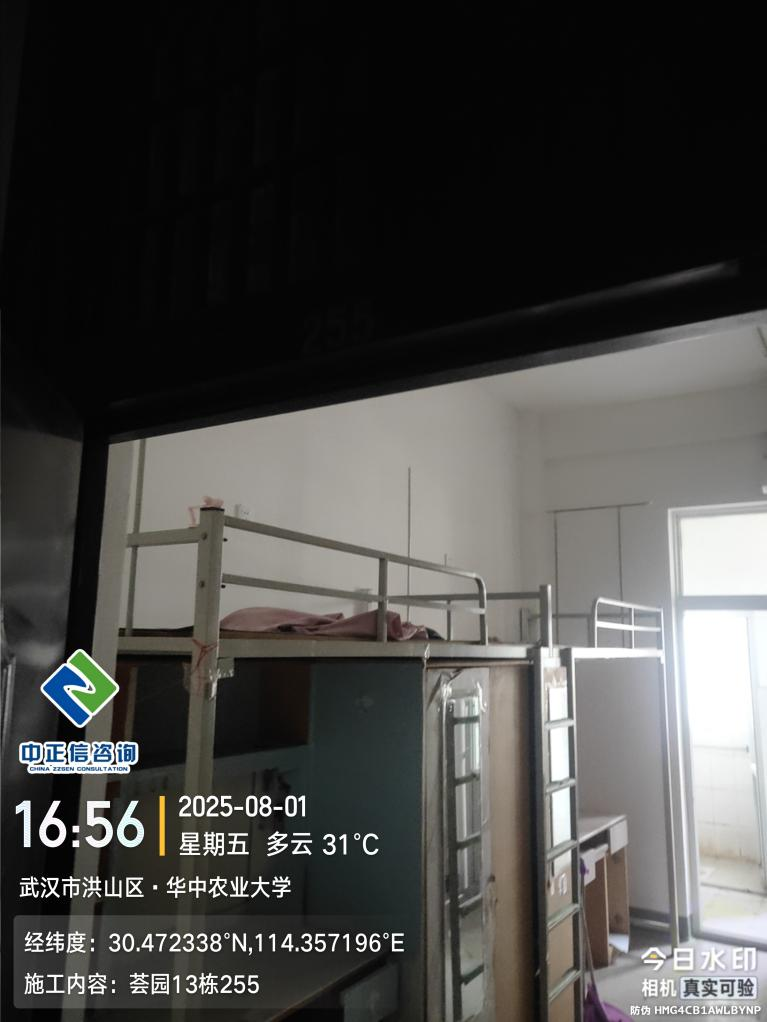 255
中正信咨询
CHINA ZZSEN CONSULTATION
16:56
2025-08-01
星期五 多云 31°C
武汉市洪山区·华中农业大学
经纬度：30.472338°N,114.357196°E
施工内容：荟园13栋255
今日水印
相机 真实可验
防伪 HMG4CB1AWLBYNP